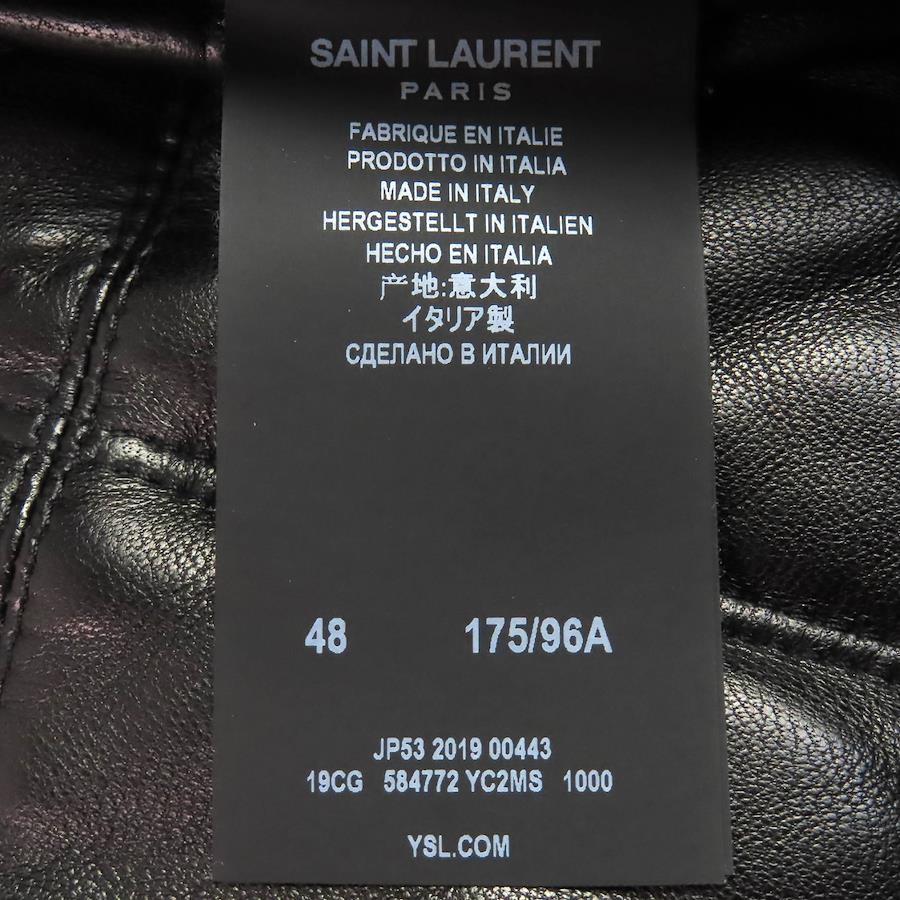 SAINT LAURENT
PARIS
FABRIQUE EN ITALIE
PRODOTTO IN ITALIA
MADE IN ITALY
HERGESTELLT IN ITALIEN
HECHO EN ITALIA
产地:意大利
イタリア製
СДЕЛАНО В ИТАЛИИ
48 175/96A
JP53 2019 00443
19CG 584772 YC2MS 1000
YSL.COM